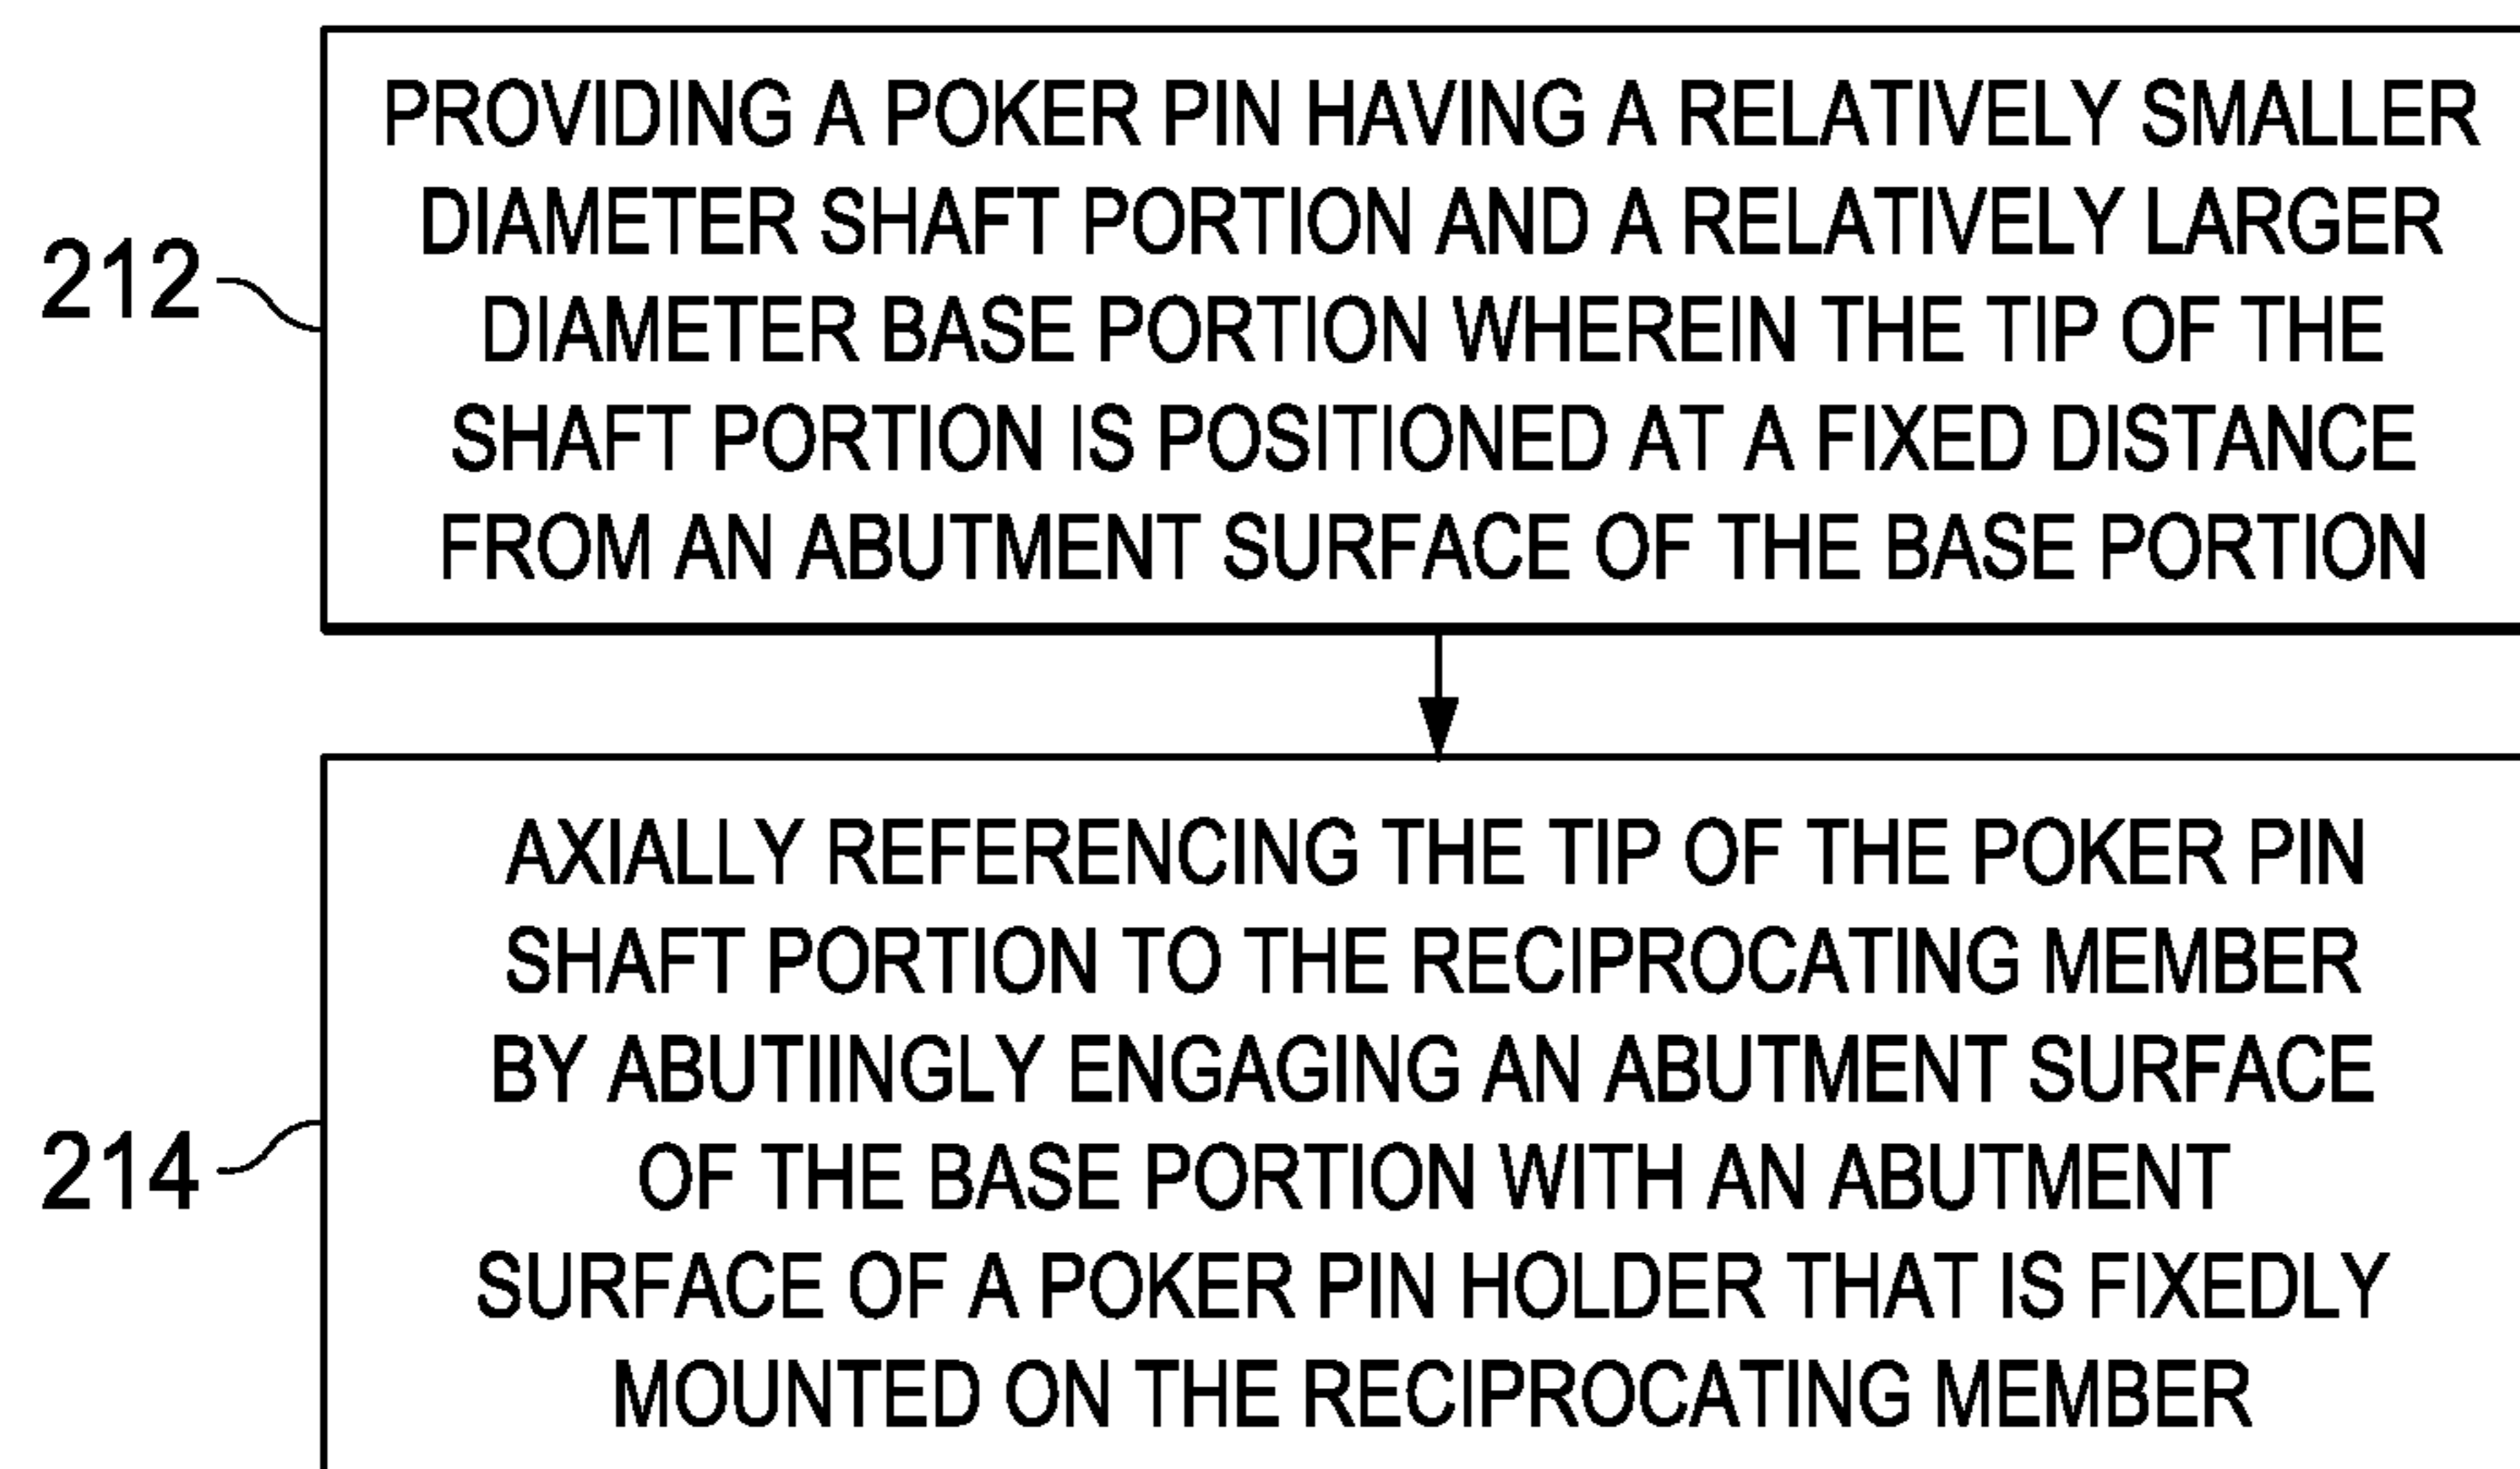 PROVIDING A POKER PIN HAVING A RELATIVELY SMALLER
DIAMETER SHAFT PORTION AND A RELATIVELY LARGER
212
DIAMETER BASE PORTION WHEREIN THE TIP OF THE
SHAFT PORTION IS POSITIONED AT A FIXED DISTANCE
FROM AN ABUTMENT SURFACE OF THE BASE PORTION
AXIALLY REFERENCING THE TIP OF THE POKER PIN
SHAFT PORTION TO THE RECIPROCATING MEMBER
BY ABUTIINGLY ENGAGING AN ABUTMENT SURFACE
214
OF THE BASE PORTION WITH AN ABUTMENT
SURFACE OF A POKER PIN HOLDER THAT IS FIXEDLY
MOUNTED ON THE RECIPROCATING MEMBER